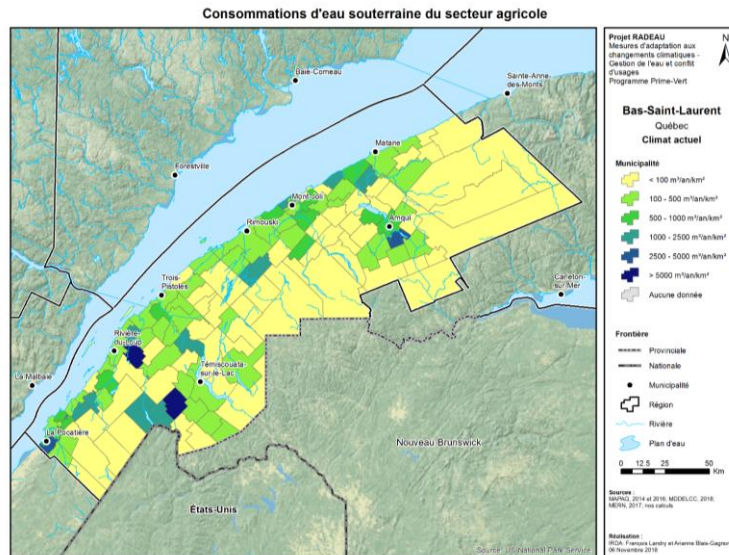 Consommations d'eau souterraine du secteur agricole
Baie-Comeau
Sainte-Anne-
des-Monts
Matane
Forestville
Mont-Joli
Rimouski
Amqui
Trois-
Pistoles
Carleton-
sur-Mer
Rivière-
du-Loup
La Malbaie
Témiscouata-
sur-le-Lac
La Pocatière
Nouveau Brunswick
États-Unis
Source: US National Park Service
Projet RADEAU
Mesures d'adaptation aux
changements climatiques -
Gestion de l'eau et conflit
d'usages
Programme Prime-Vert
N
Bas-Saint-Laurent
Québec
Climat actuel
Municipalité
< 100 m³/an/km²
100 - 500 m³/an/km²
500 - 1000 m³/an/km²
1000 - 2500 m³/an/km²
2500 - 5000 m³/an/km²
> 5000 m³/an/km²
Aucune donnée
Frontière
Provinciale
Nationale
Municipalité
Région
Rivière
Plan d'eau
0 12.5 25 50
Km
Sources :
MAPAQ, 2014 et 2016; MDDELCC, 2016;
MERN, 2017; nos calculs
Réalisation :
IRDA: François Landry et Arianne Blais-Gagnon
06 Novembre 2018